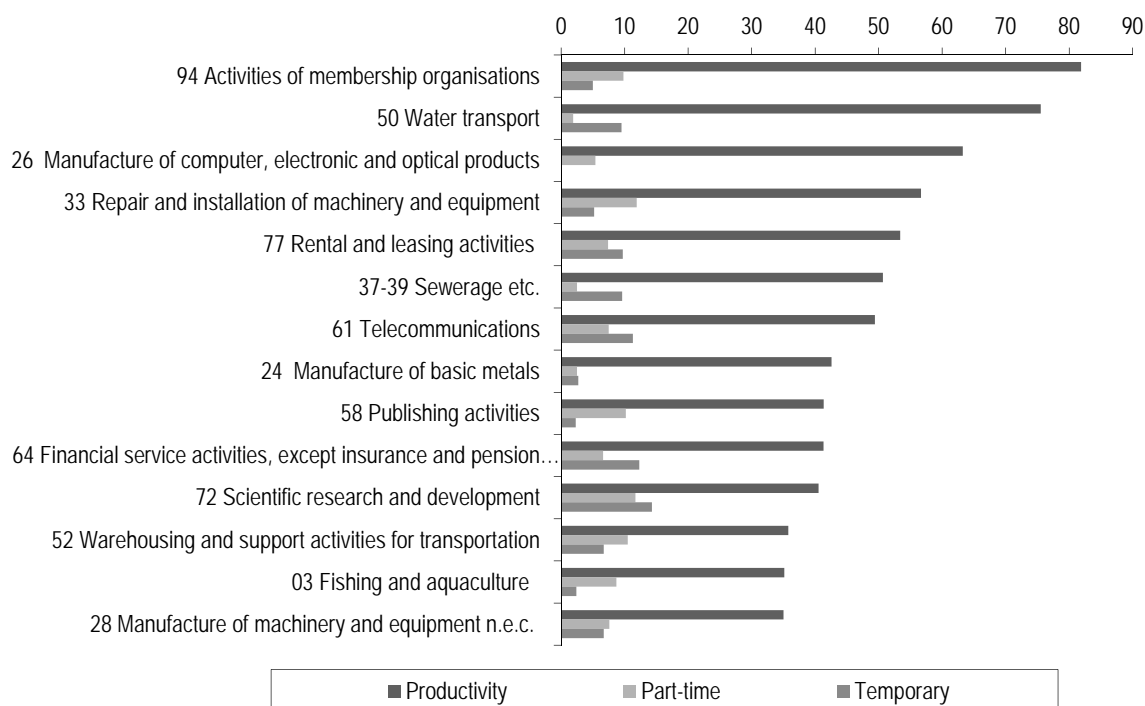 0 10 20 30 40 50 60 70 80 90
94 Activities of membership organisations
50 Water transport
26 Manufacture of computer, electronic and optical products
33 Repair and installation of machinery and equipment
77 Rental and leasing activities
37-39 Sewerage etc.
61 Telecommunications
24 Manufacture of basic metals
58 Publishing activities
64 Financial service activities, except insurance and pension…
72 Scientific research and development
52 Warehousing and support activities for transportation
03 Fishing and aquaculture
28 Manufacture of machinery and equipment n.e.c.
Productivity Part-time Temporary